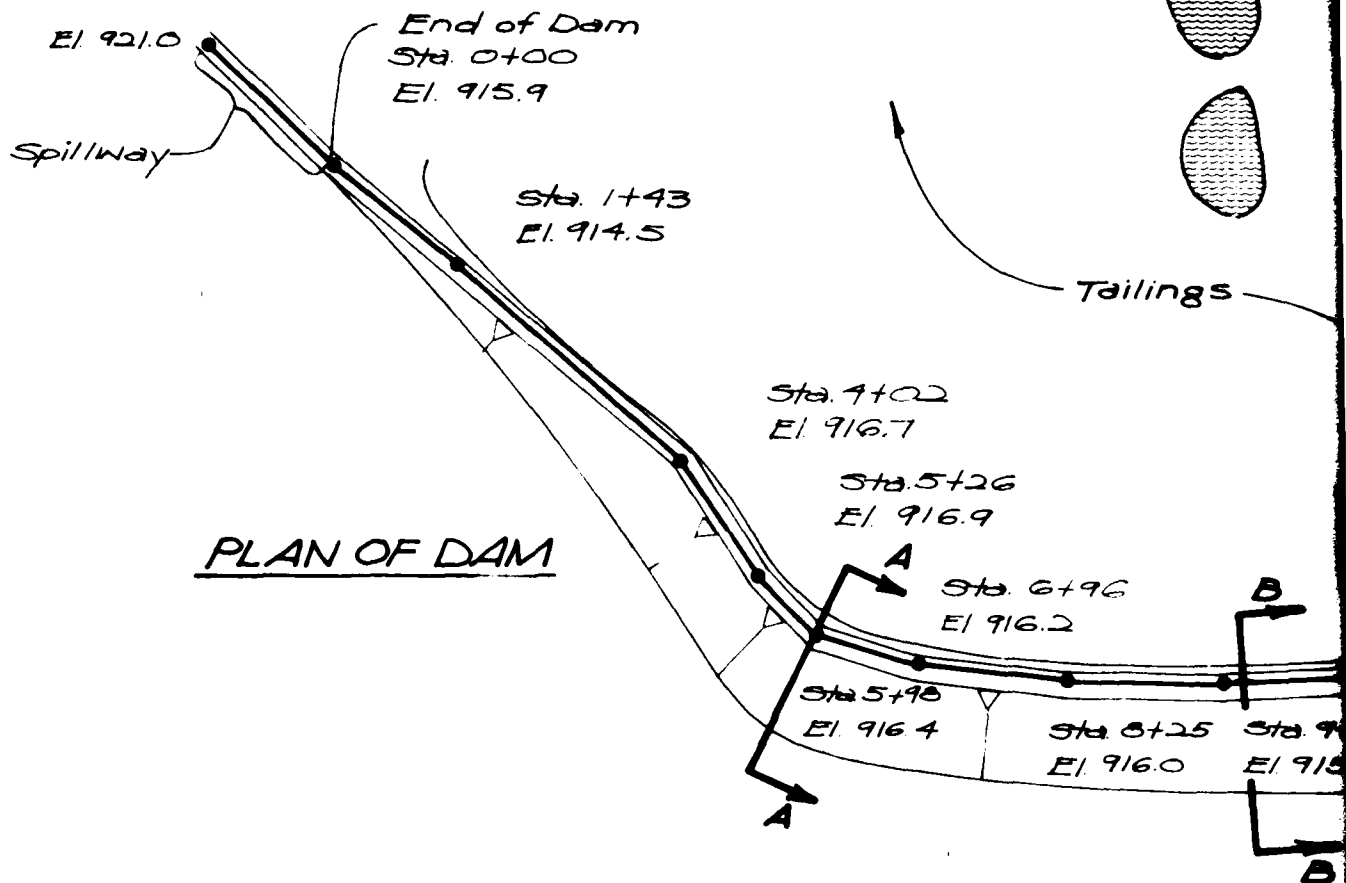 El. 921.0
End of Dam
Sta. 0+00
El. 915.9
Spillway
Sta. 1+43
El. 914.5
Tailings
Sta. 4+02
El. 916.7
Sta. 5+26
El. 916.9
PLAN OF DAM
A
Sta. 6+96
El. 916.2
B
Sta. 5+98
El. 916.4
Sta. 8+25
El. 916.0
Sta.
El.
A
B